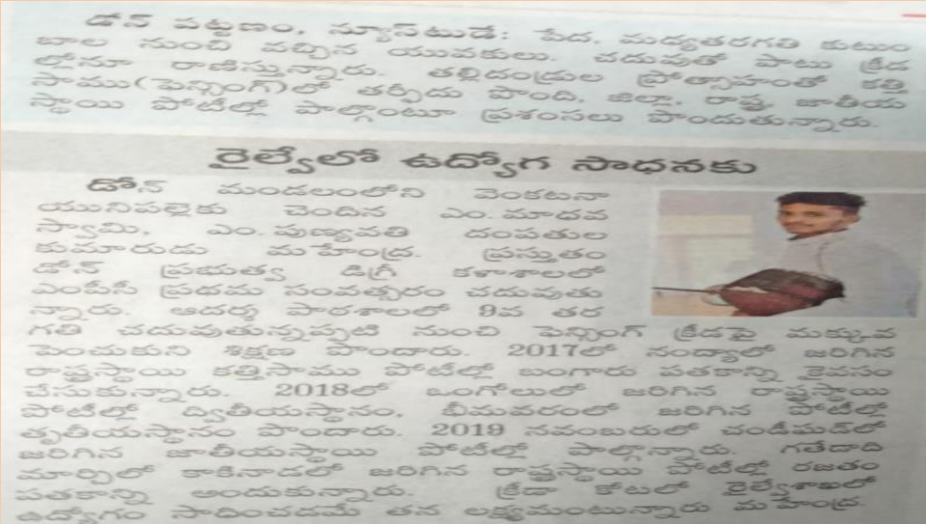 డోన్ పట్టణం, న్యూస్‌టుడే: పేద, మధ్యతరగతి కుటుం
బాల నుంచి వచ్చిన యువకులు. చదువుతో పాటు క్రీడ
లోనూ రాణిస్తున్నారు. తల్లిదండ్రుల ప్రోత్సాహంతో కత్తి
సాము(ఫెన్సింగ్)లో తర్ఫీదు పొంది, జిల్లా, రాష్ట్ర, జాతీయ
స్థాయి పోటీల్లో పాల్గొంటూ ప్రశంసలు పొందుతున్నారు.
రైల్వేలో ఉద్యోగ సాధనకు
డోన్ మండలంలోని వెంకటనా
యునిపల్లెకు చెందిన ఎం. మాధవ
స్వామి, ఎం. పుణ్యవతి దంపతుల
కుమారుడు మహేంద్ర. ప్రస్తుతం
డోన్ ప్రభుత్వ డిగ్రీ కళాశాలలో
ఎంపీసీ ప్రథమ సంవత్సరం చదువుతు
న్నారు. ఆదర్శ పాఠశాలలో 9వ తర
గతి చదువుతున్నప్పటి నుంచి ఫెన్సింగ్ క్రీడపై మక్కువ
పెంచుకుని శిక్షణ పొందారు. 2017లో నంద్యాలో జరిగిన
రాష్ట్రస్థాయి కత్తిసాము పోటీల్లో బంగారు పతకాన్ని కైవసం
చేసుకున్నారు. 2018లో ఒంగోలులో జరిగిన రాష్ట్రస్థాయి
పోటీల్లో ద్వితీయస్థానం, భీమవరంలో జరిగిన పోటీల్లో
తృతీయస్థానం పొందారు. 2019 నవంబరులో చండీఘడ్‌లో
జరిగిన జాతీయస్థాయి పోటీల్లో పాల్గొన్నారు. గతేడాది
మార్చిలో కాకినాడలో జరిగిన రాష్ట్రస్థాయి పోటీల్లో రజతం
పతకాన్ని అందుకున్నారు. క్రీడా కోటలో రైల్వేశాఖలో
ఉద్యోగం సాధించడమే తన లక్ష్యమంటున్నారు మహేంద్ర.